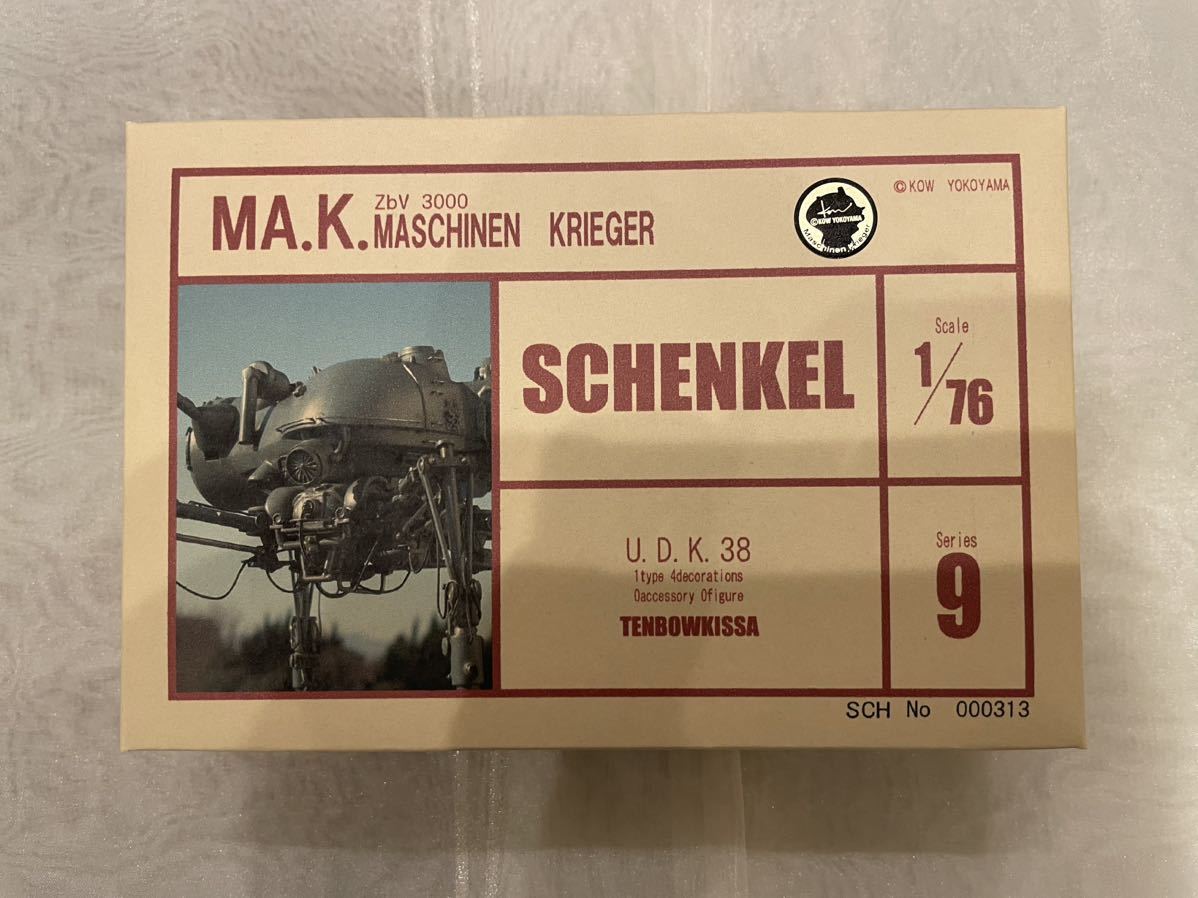 MA.K. ZbV 3000
MASCHINEN KRIEGER
Kow
©KOW YOKOYAMA
Maschinen Krieger
© KOW YOKOYAMA
SCHENKEL
Scale
1/76
U. D. K. 38
1type 4decorations
0accessory 0figure
TENBOWKISSA
Series
9
SCH No 000313